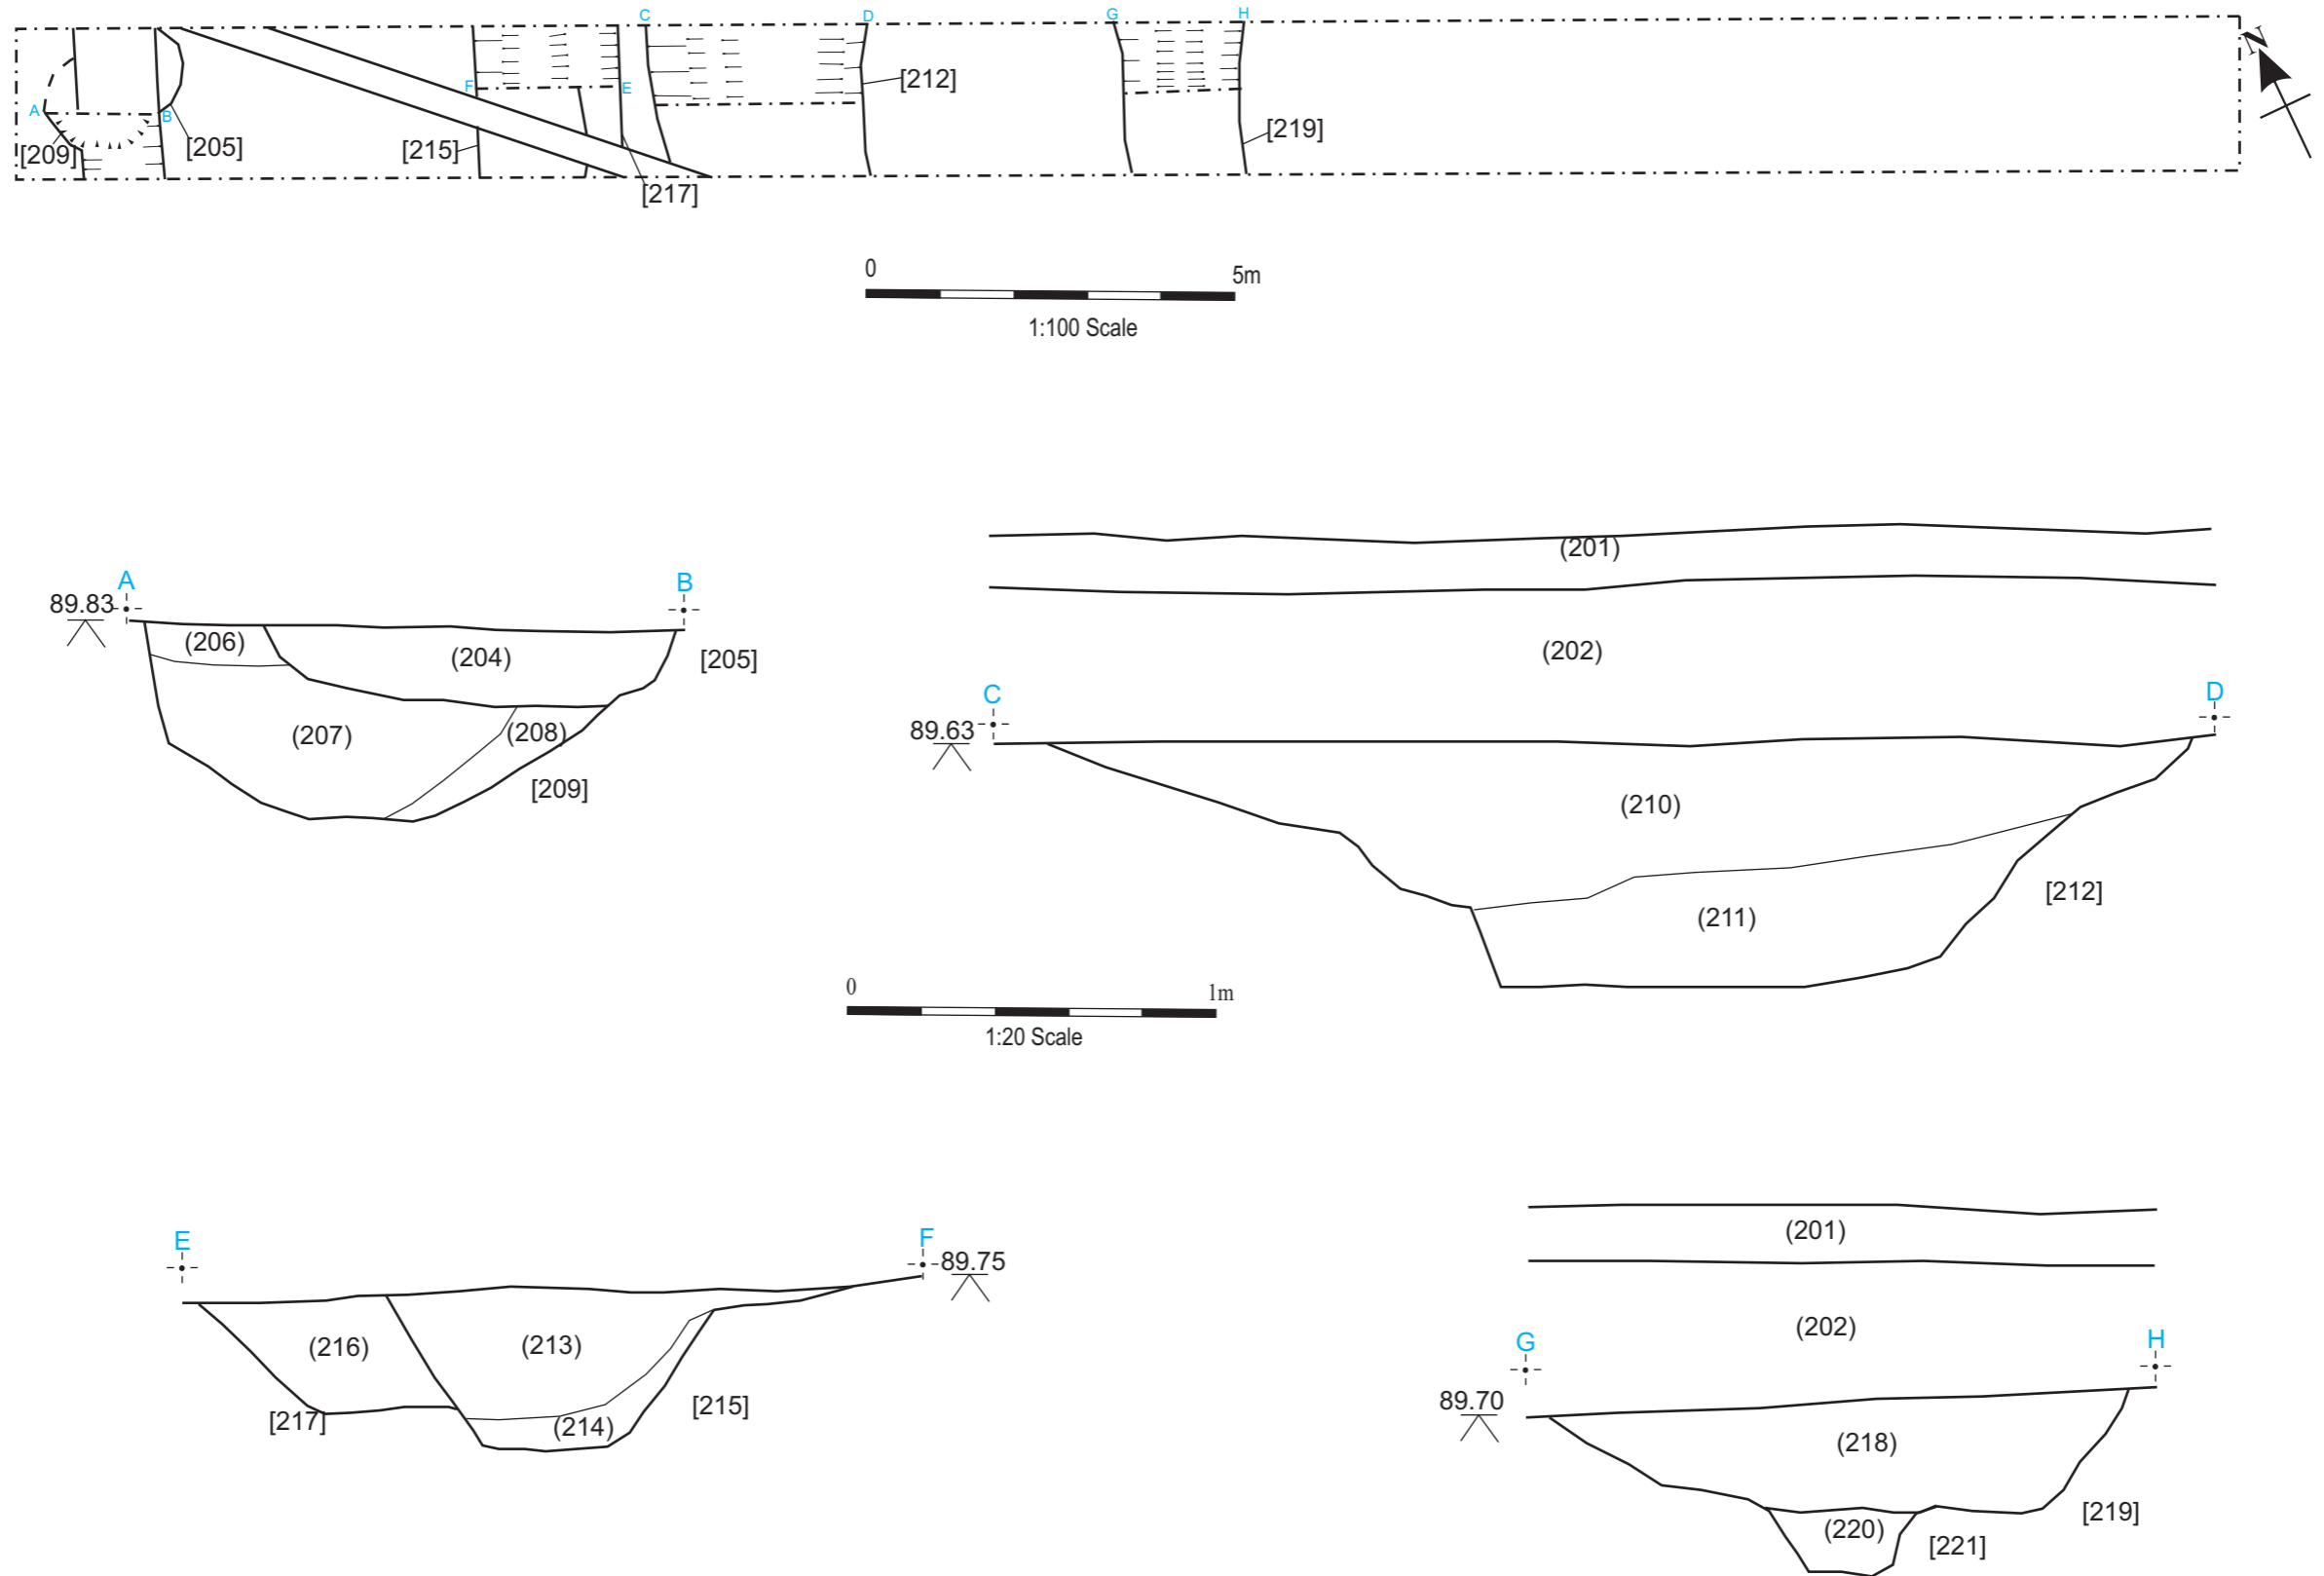 C D G H
N
[212]
F E
A B
[219]
[209] [205] [215]
[217]
0 5m
1:100 Scale
(201)
A B
89.83
(206)
(204) [205]
(202)
C D
(207) (208)
89.63
[209]
(210)
[212]
(211)
0 1m
1:20 Scale
(201)
E F
89.75
(202)
(216) (213)
G H
[215]
89.70
[217] (214)
(218)
[219]
(220) [221]